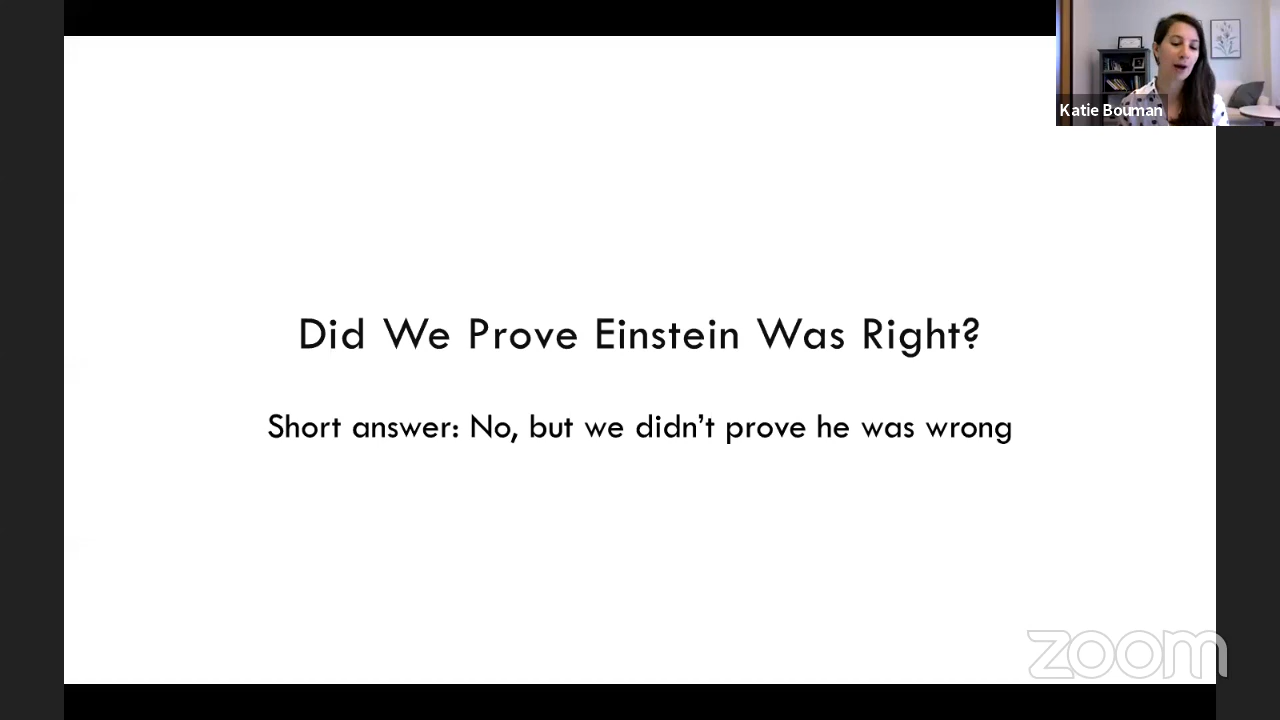 Katie Bouman
Did We Prove Einstein Was Right?
Short answer: No, but we didn’t prove he was wrong
zoom